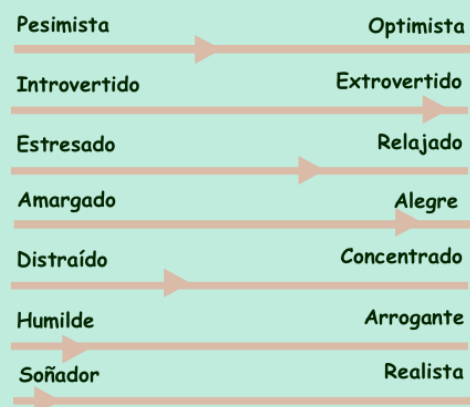 Pesimista Optimista
Introvertido Extrovertido
Estresado Relajado
Amargado Alegre
Distraído Concentrado
Humilde Arrogante
Soñador Realista